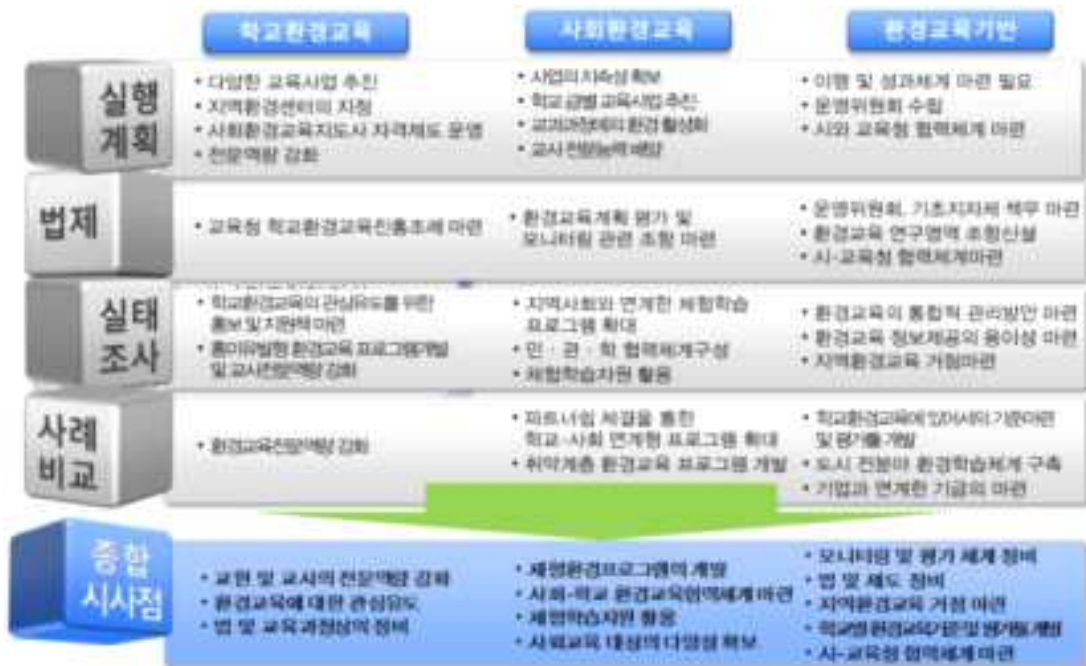 학교환경교육
사회환경교육
환경교육기반
실행
계획
• 다양한 교육사업 추진
• 지역환경센터의 지정
• 사회환경교육지도사 자격제도 운영
• 전문역량 강화
• 사업의 지속성 확보
• 학교 급별 교육사업 추진
• 교과과정에의 환경 활성화
• 교사 전문능력 배양
• 이행 및 성과체계 마련 필요
• 운영위원회 수립
• 시와 교육청 협력체계 마련
법제
• 교육청 학교환경교육진흥조례 마련
• 환경교육계획 평가 및
모니터링 관련 조항 마련
• 운영위원회, 기초지자체 책무 마련
• 환경교육 연구영역 조항신설
• 시-교육청 협력체계마련
실태
조사
• 학교환경교육의 관심유도를 위한
홍보 및 지원책 마련
• 흥미유발형 환경교육 프로그램개발
및 교사전문역량 강화
• 지역사회와 연계한 체험학습
프로그램 확대
• 민 · 관 · 학 협력체계구성
• 체험학습자원 활용
• 환경교육의 통합적 관리방안 마련
• 환경교육 정보제공의 용이성 마련
• 지역환경교육 거점마련
사례
비교
• 환경교육전문역량 강화
• 파트너쉽 체결을 통한
학교-사회 연계형 프로그램 확대
• 취약계층 환경교육 프로그램 개발
• 학교환경교육에 있어서의 기준마련
및 평가틀 개발
• 도시 전분야 환경학습체계 구축
• 기업과 연계한 기금의 마련
종합
시사점
• 교원 및 교사의 전문역량 강화
• 환경교육에 대한 관심유도
• 법 및 교육과정상의 정비
• 체험환경프로그램의 개발
• 사회-학교 환경교육협력체계 마련
• 체험학습자원 활용
• 사회교육 대상의 다양성 확보
• 모니터링 및 평가 체계 정비
• 법 및 제도 정비
• 지역환경교육 거점 마련
• 학교별 환경교육기준 및 평가틀 개발
• 시-교육청 협력체계 마련